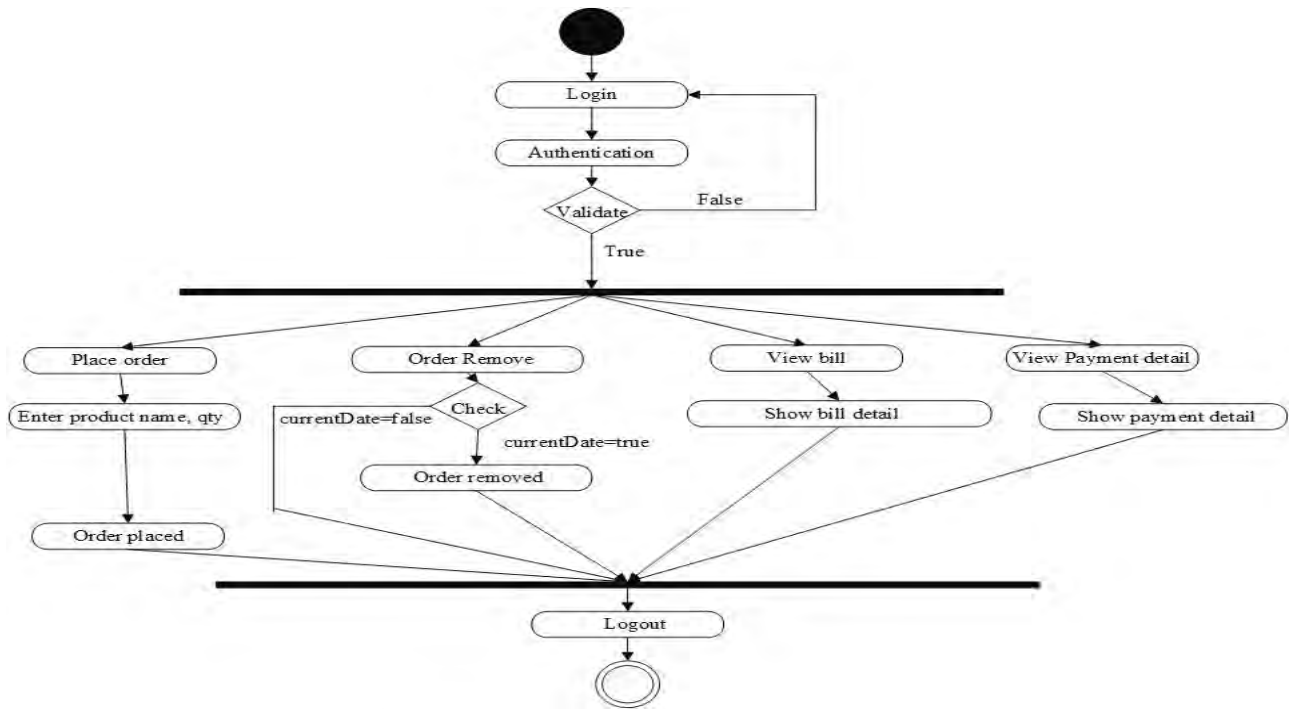 Login
Authentication
False
Validate
True
Place order
Order Remove
View bill
View Payment detail
Enter product name, qty
currentDate=false
Check
Show bill detail
Show payment detail
currentDate=true
Order removed
Order placed
Logout